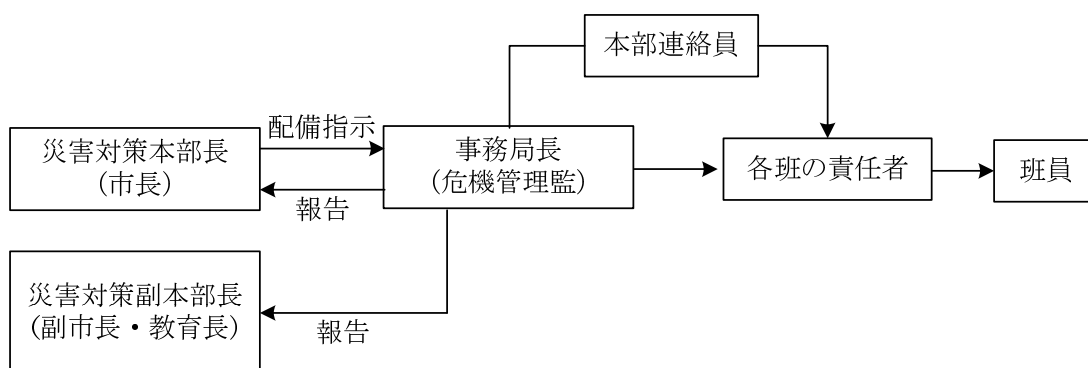 本部連絡員
配備指示
災害対策本部長
(市長)
事務局長
(危機管理監)
各班の責任者
班員
報告
災害対策副本部長
(副市長・教育長)
報告